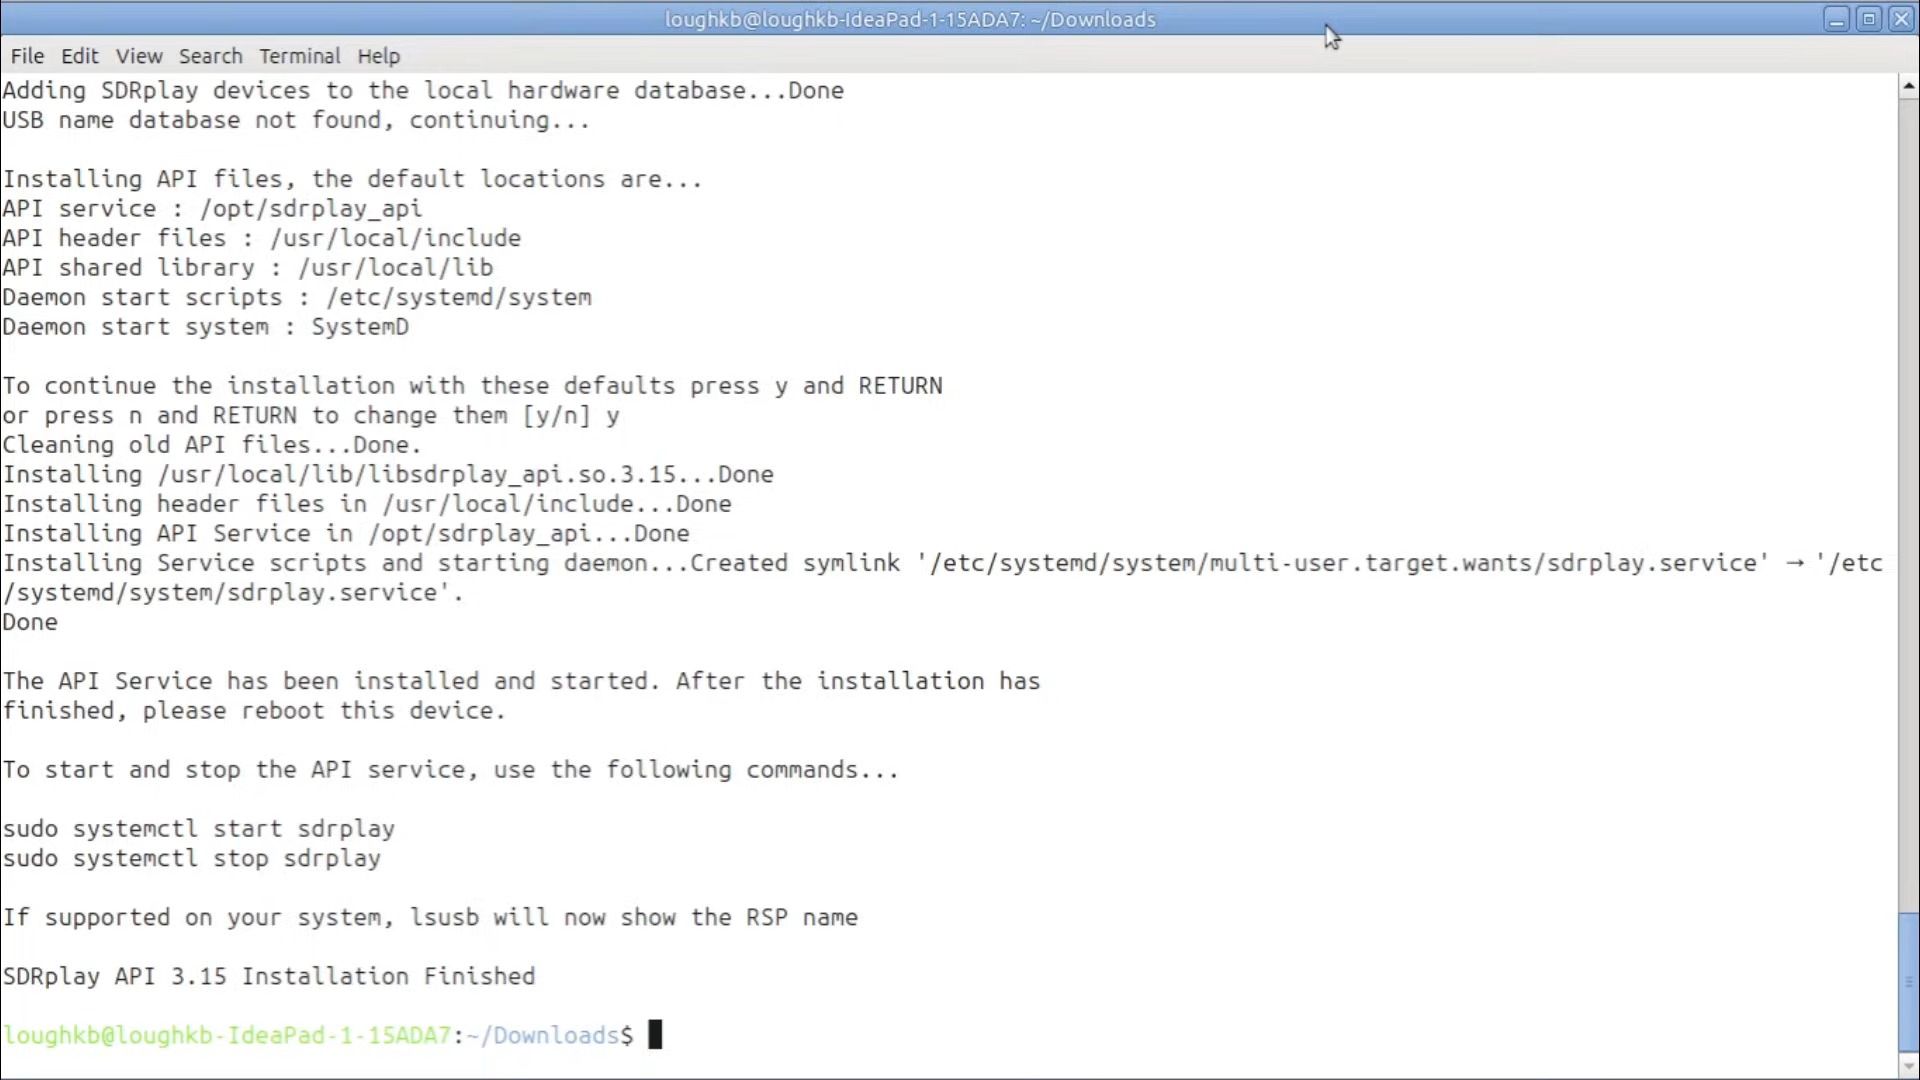 loughkb@loughkb-IdeaPad-1-15ADA7: ~/Downloads
File Edit View Search Terminal Help
Adding SDRplay devices to the local hardware database...Done
USB name database not found, continuing...
Installing API files, the default locations are...
API service : /opt/sdrplay_api
API header files : /usr/local/include
API shared library : /usr/local/lib
Daemon start scripts : /etc/systemd/system
Daemon start system : SystemD
To continue the installation with these defaults press y and RETURN
or press n and RETURN to change them [y/n] y
Cleaning old API files...Done.
Installing /usr/local/lib/libsdrplay_api.so.3.15...Done
Installing header files in /usr/local/include...Done
Installing API Service in /opt/sdrplay_api...Done
Installing Service scripts and starting daemon...Created symlink '/etc/systemd/system/multi-user.target.wants/sdrplay.service' → '/etc
/systemd/system/sdrplay.service'.
Done
The API Service has been installed and started. After the installation has
finished, please reboot this device.
To start and stop the API service, use the following commands...
sudo systemctl start sdrplay
sudo systemctl stop sdrplay
If supported on your system, lsusb will now show the RSP name
SDRplay API 3.15 Installation Finished
loughkb@loughkb-IdeaPad-1-15ADA7:~/Downloads$